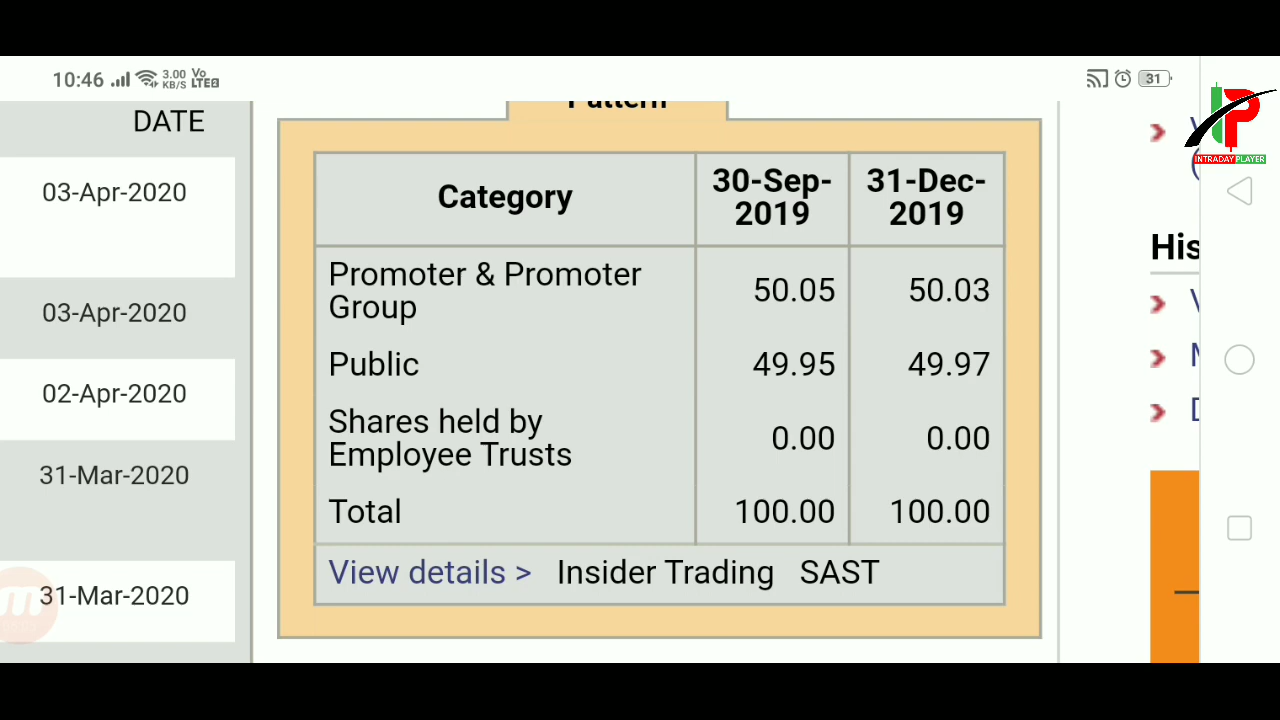 10:46 3.00 KB/S Vo LTE2 31
INTRADAY PLAYER
DATE
03-Apr-2020
03-Apr-2020
02-Apr-2020
31-Mar-2020
31-Mar-2020
Pattern
Category 30-Sep-2019 31-Dec-2019
Promoter & Promoter
Group 50.05 50.03
Public 49.95 49.97
Shares held by
Employee Trusts 0.00 0.00
Total 100.00 100.00
View details > Insider Trading SAST
His